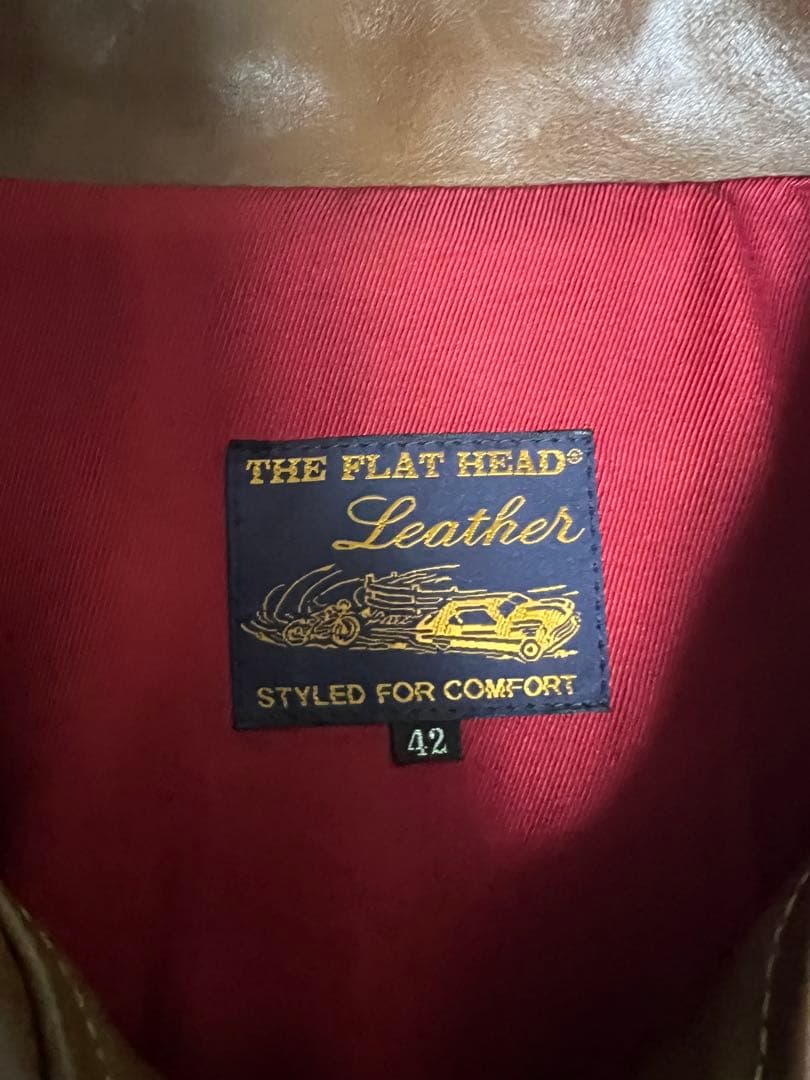 THE FLAT HEAD®
Leather
STYLED FOR COMFORT
42